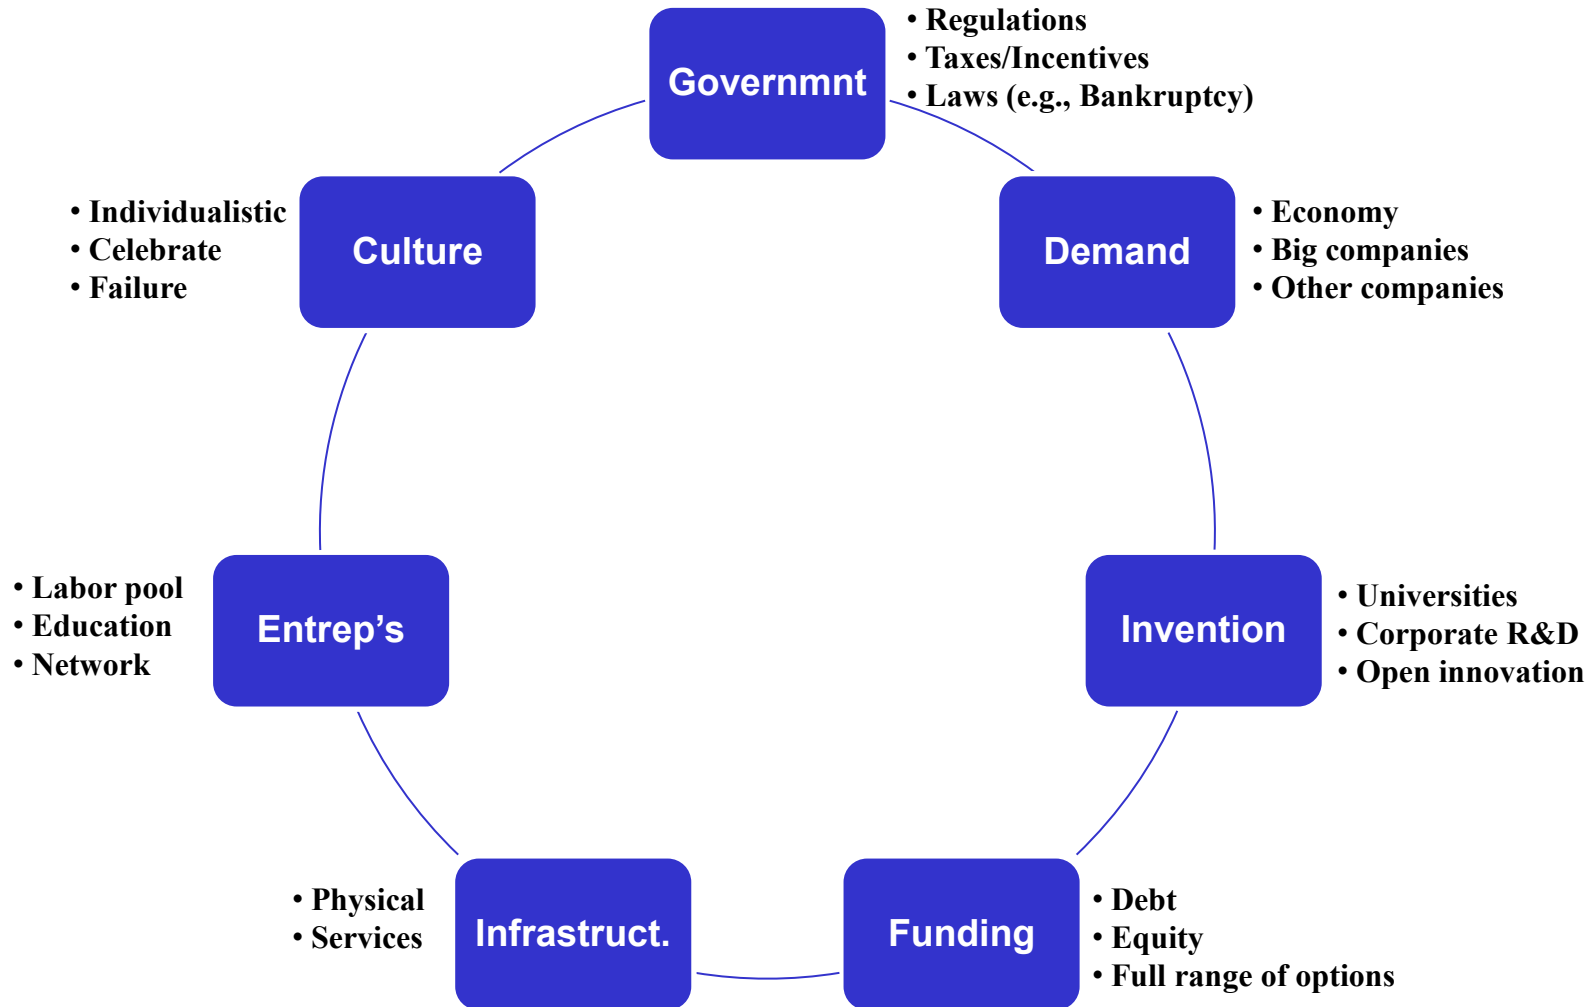 Governmnt
• Regulations
• Taxes/Incentives
• Laws (e.g., Bankruptcy)
Demand
• Economy
• Big companies
• Other companies
Invention
• Universities
• Corporate R&D
• Open innovation
Funding
• Debt
• Equity
• Full range of options
Infrastruct.
• Physical
• Services
Entrep’s
• Labor pool
• Education
• Network
Culture
• Individualistic
• Celebrate
• Failure